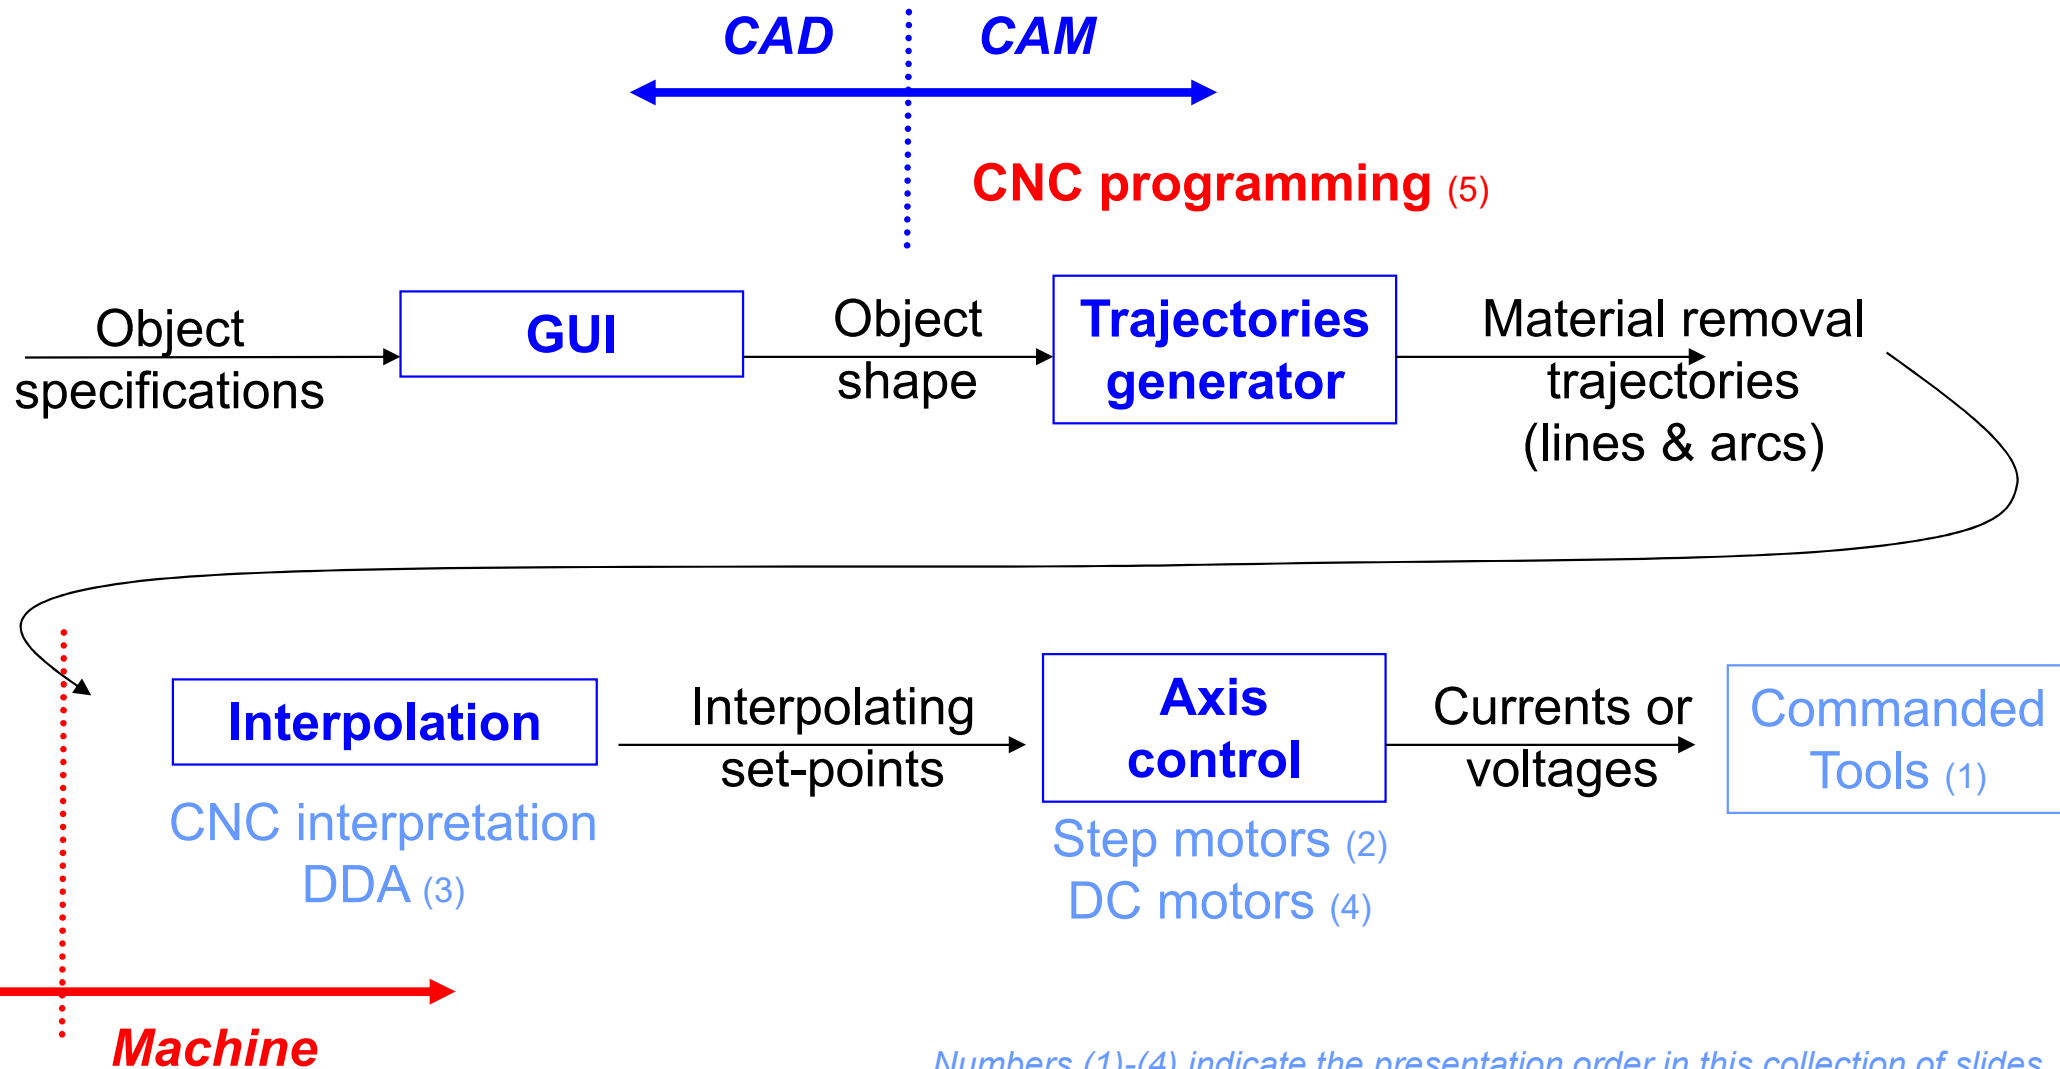 CAD
CAM
CNC programming (5)
Object
specifications
GUI
Object
shape
Trajectories
generator
Material removal
trajectories
(lines & arcs)
Interpolation
CNC interpretation
DDA (3)
Interpolating
set-points
Axis
control
Step motors (2)
DC motors (4)
Currents or
voltages
Commanded
Tools (1)
Machine
Numbers (1)-(4) indicate the presentation order in this collection of slides